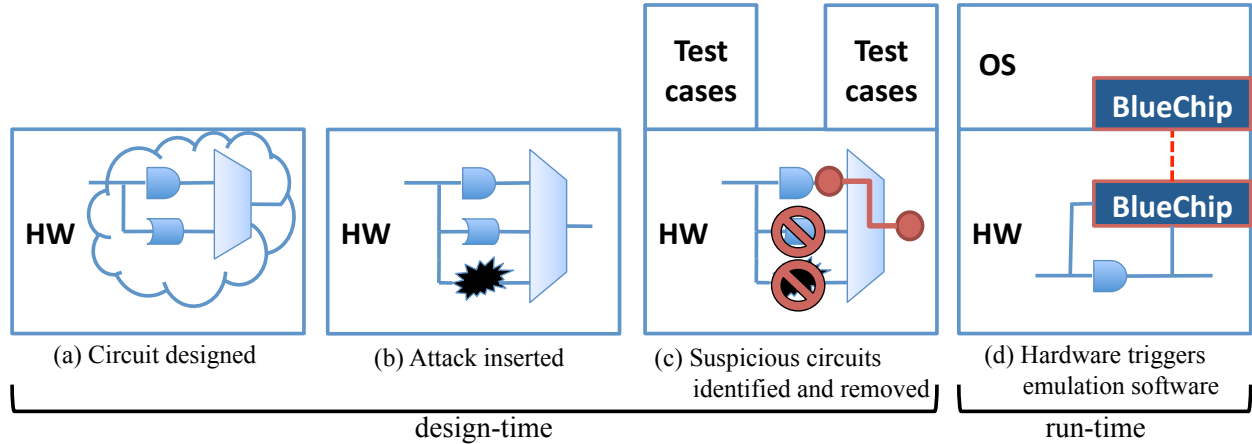 Test
cases
Test
cases
OS
BlueChip
HW
HW
HW
HW
BlueChip
(a) Circuit designed
(b) Attack inserted
(c) Suspicious circuits
identified and removed
(d) Hardware triggers
emulation software
design-time
run-time